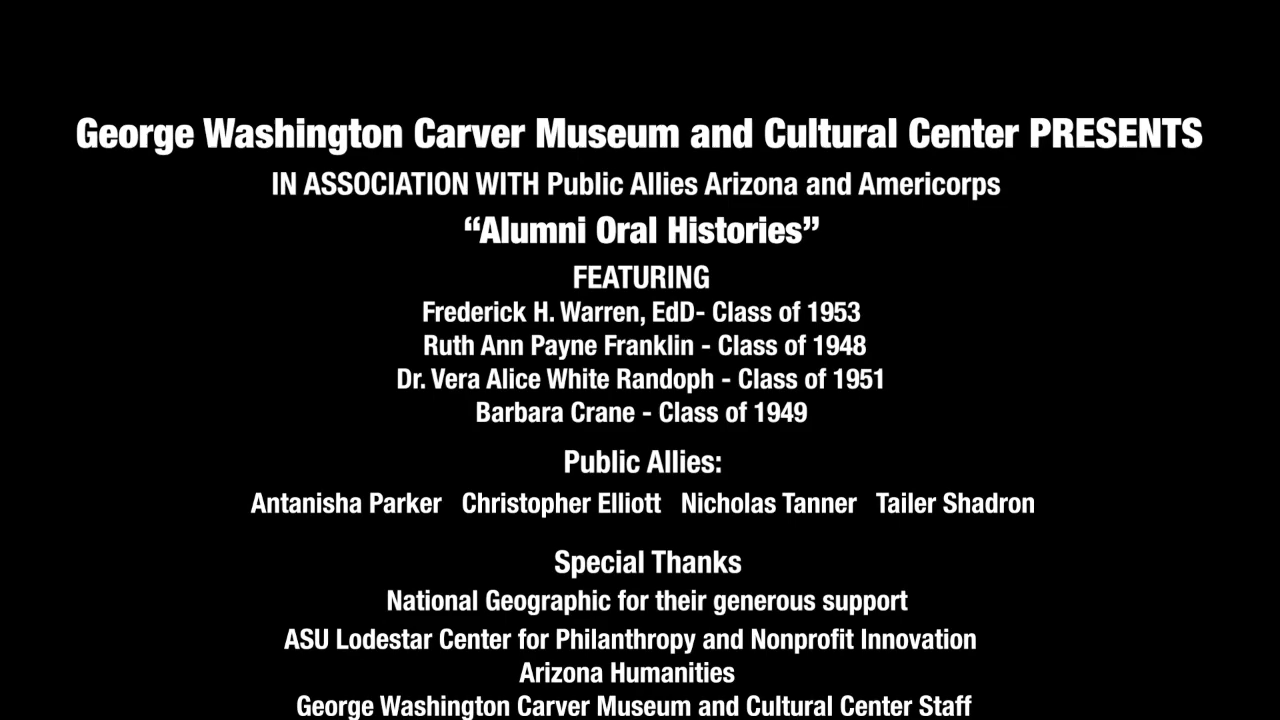 George Washington Carver Museum and Cultural Center PRESENTS
IN ASSOCIATION WITH Public Allies Arizona and Americorps
“Alumni Oral Histories”
FEATURING
Frederick H. Warren, EdD- Class of 1953
Ruth Ann Payne Franklin - Class of 1948
Dr. Vera Alice White Randoph - Class of 1951
Barbara Crane - Class of 1949
Public Allies:
Antanisha Parker Christopher Elliott Nicholas Tanner Tailer Shadron
Special Thanks
National Geographic for their generous support
ASU Lodestar Center for Philanthropy and Nonprofit Innovation
Arizona Humanities
George Washington Carver Museum and Cultural Center Staff